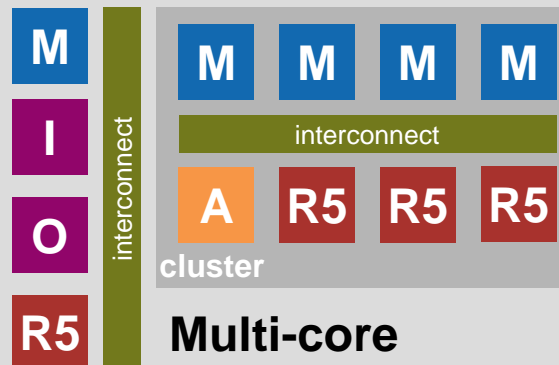 M
I
O
R5
interconnect
M M M M
interconnect
A R5 R5 R5
cluster
Multi-core